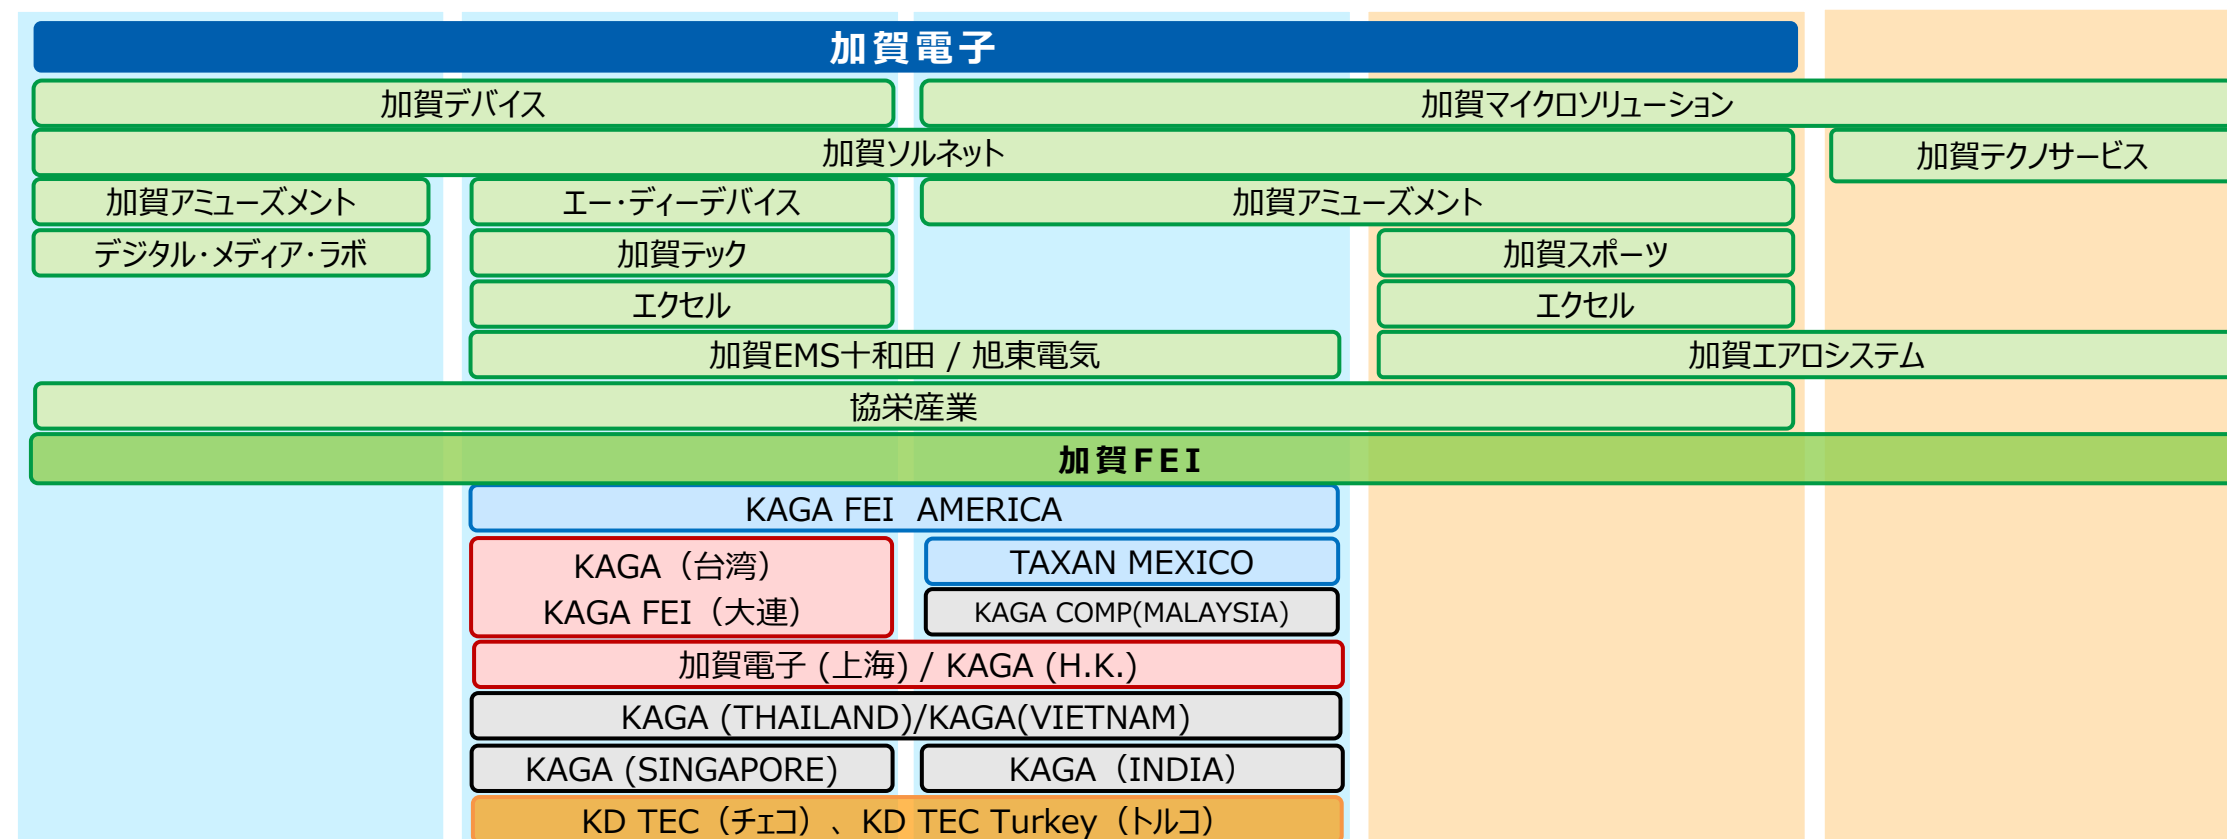 加賀電子
加賀デバイス
加賀マイクロソリューション
加賀ソルネット
加賀テクノサービス
加賀アミューズメント
エー・ディーデバイス
加賀アミューズメント
デジタル・メディア・ラボ
加賀テック
加賀スポーツ
エクセル
エクセル
加賀EMS十和田 / 旭東電気
加賀エアロシステム
協栄産業
加賀FEI
KAGA FEI AMERICA
KAGA（台湾）
KAGA FEI（大連）
TAXAN MEXICO
KAGA COMP(MALAYSIA)
加賀電子 (上海) / KAGA (H.K.)
KAGA (THAILAND)/KAGA(VIETNAM)
KAGA (SINGAPORE)
KAGA（INDIA）
KD TEC（チェコ）、KD TEC Turkey（トルコ）